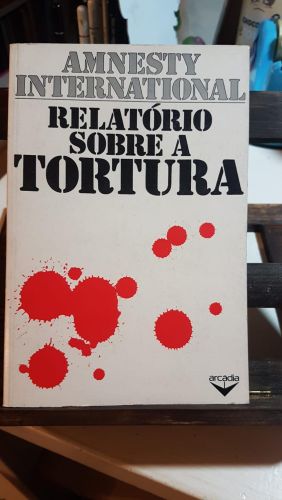 AMNESTY
INTERNATIONAL
RELATÓRIO
SOBRE A
TORTURA
arcádia